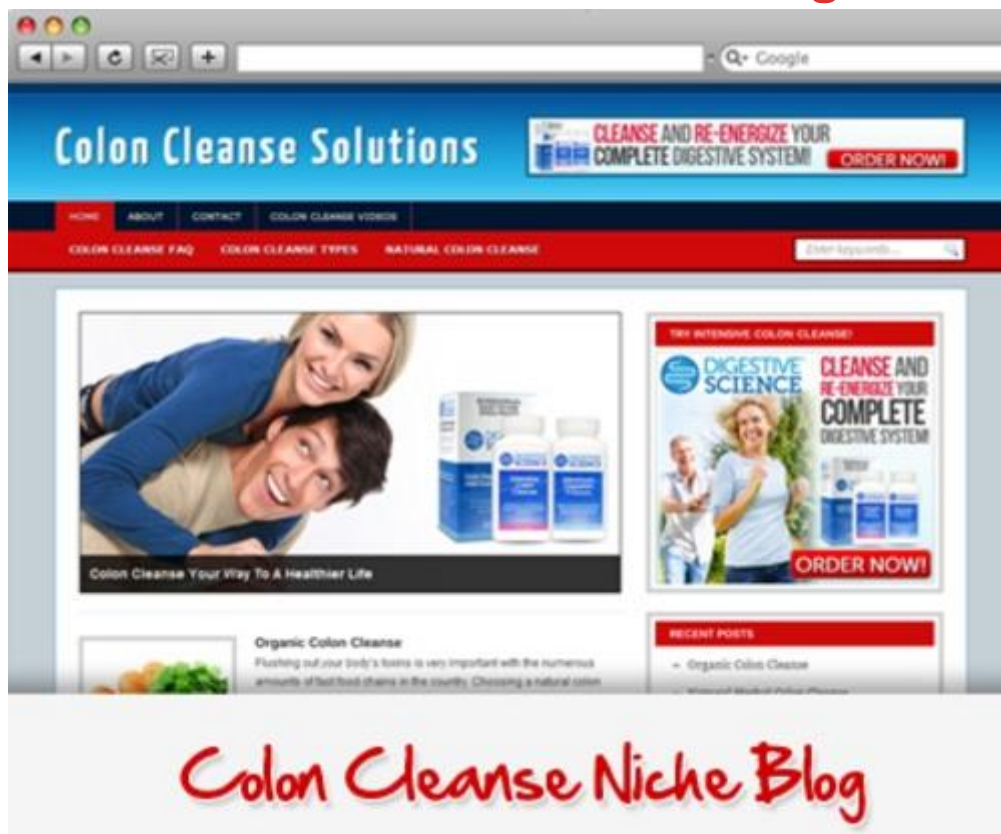 Google
Colon Cleanse Solutions
CLEANSE AND RE-ENERGIZE YOUR
COMPLETE DIGESTIVE SYSTEM!
ORDER NOW!
HOME ABOUT CONTACT COLON CLEANSE VIDEOS
COLON CLEANSE FAQ COLON CLEANSE TYPES NATURAL COLON CLEANSE
Enter keywords...
TRY INTENSIVE COLON CLEANSE!
DIGESTIVE
SCIENCE
CLEANSE AND
RE-ENERGIZE YOUR
COMPLETE
DIGESTIVE SYSTEM!
ORDER NOW!
Colon Cleanse Your Way To A Healthier Life
Organic Colon Cleanse
Flushing out your body's toxins is very important with the numerous
amounts of fast food chains in the country. Choosing a natural colon
RECENT POSTS
Organic Colon Cleanse
Colon Cleanse
Colon Cleanse Niche Blog